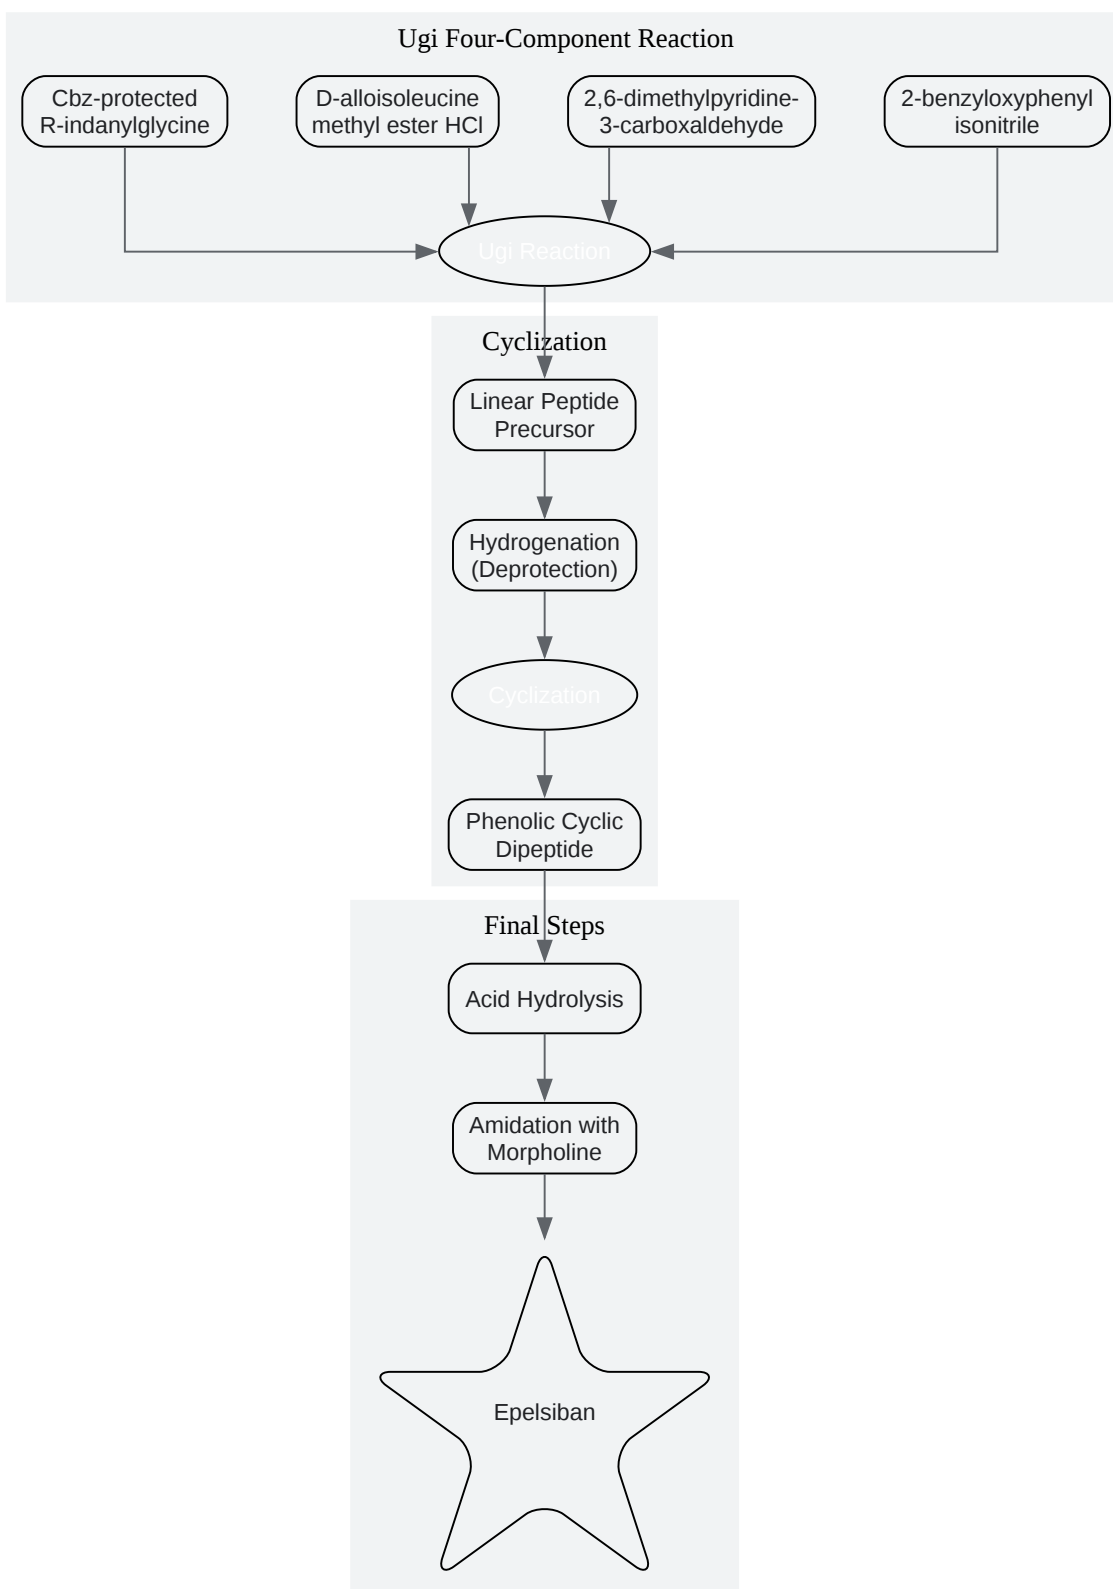 Ugi Four-Component Reaction
Cbz-protected
R-indanylglycine
D-alloisoleucine
methyl ester HCl
2,6-dimethylpyridine-
3-carboxaldehyde
2-benzyloxyphenyl
isonitrile
Ugi Reaction
Cyclization
Linear Peptide
Precursor
Hydrogenation
(Deprotection)
Cyclization
Phenolic Cyclic
Dipeptide
Final Steps
Acid Hydrolysis
Amidation with
Morpholine
Epelsiban